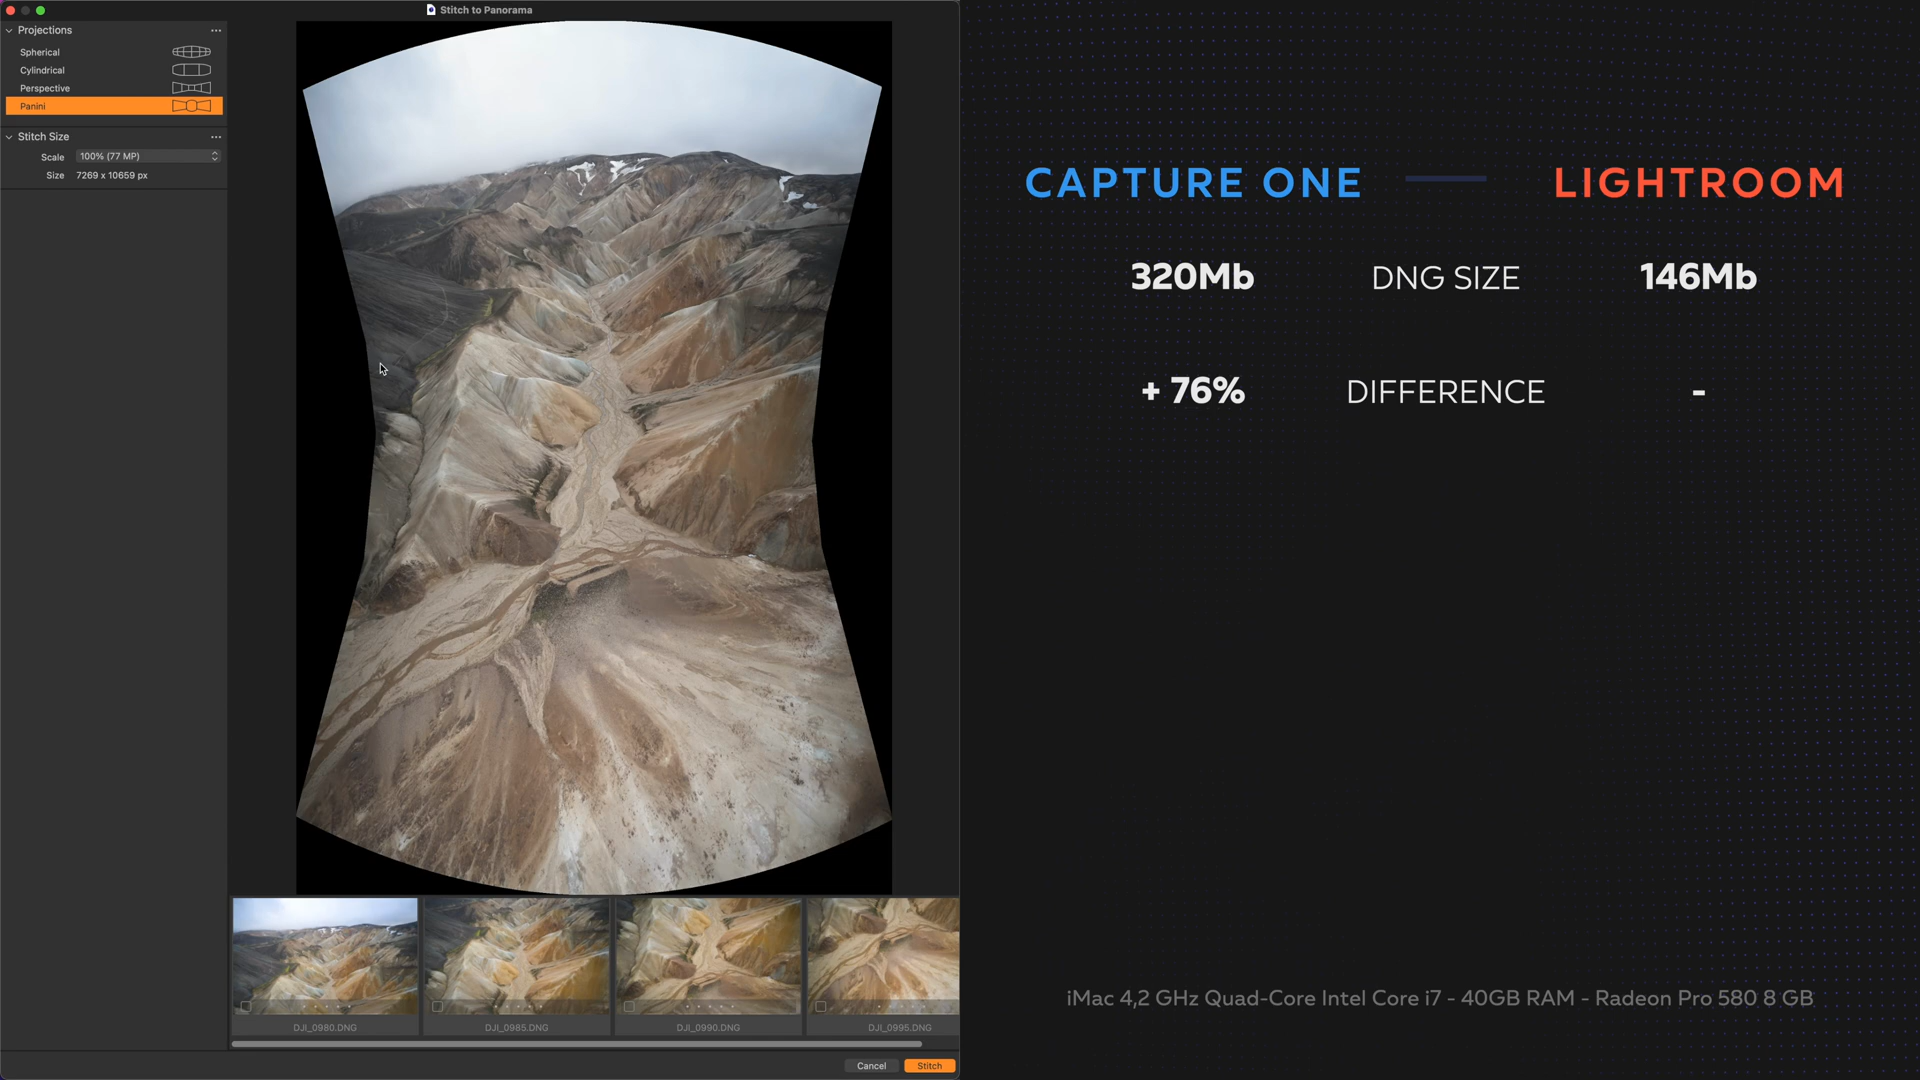 Stitch to Panorama
Projections
Spherical
Cylindrical
Perspective
Panini
Stitch Size
Scale 100% (77 MP)
Size 7269 x 10659 px
DJI_0980.DNG
DJI_0985.DNG
DJI_0990.DNG
DJI_0995.DNG
Cancel
Stitch
CAPTURE ONE LIGHTROOM
320Mb DNG SIZE 146Mb
+ 76% DIFFERENCE -
iMac 4,2 GHz Quad-Core Intel Core i7 - 40GB RAM - Radeon Pro 580 8 GB